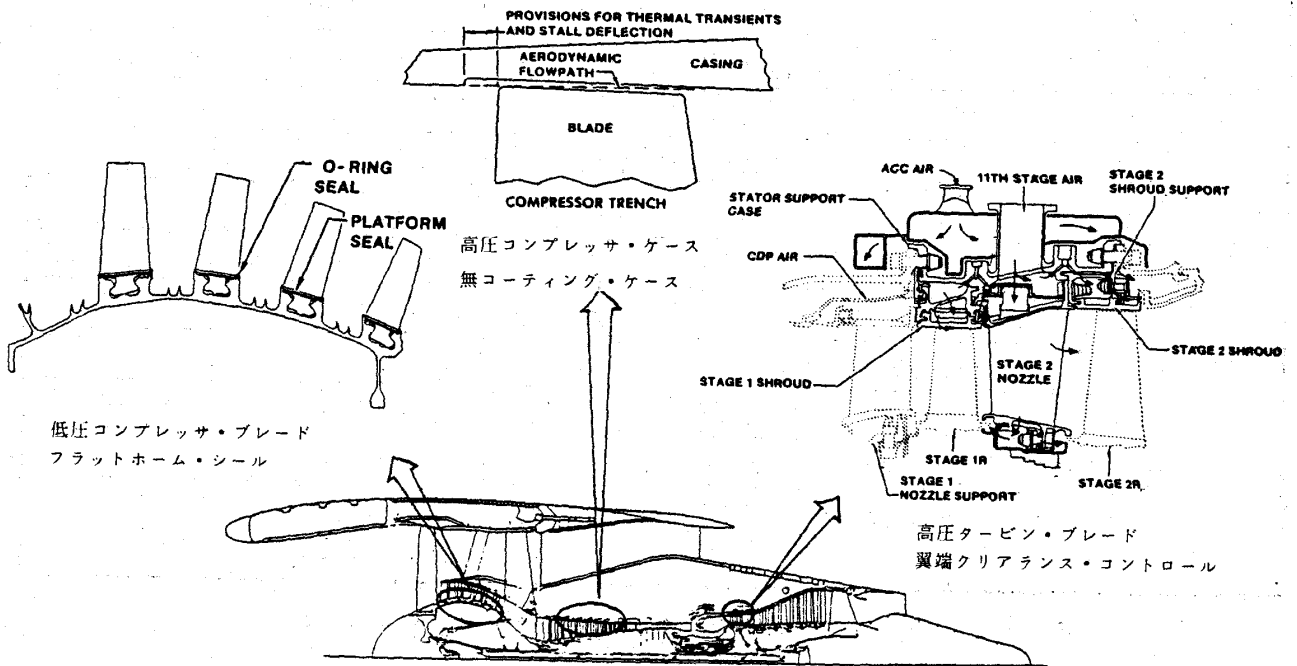 PROVISIONS FOR THERMAL TRANSIENTS
AND STALL DEFLECTION
AERODYNAMIC
FLOWPATH
CASING
BLADE
COMPRESSOR TRENCH
高圧コンプレッサ・ケース
無コーティング・ケース
O-RING
SEAL
PLATFORM
SEAL
低圧コンプレッサ・ブレード
フラットホーム・シール
ACC AIR
11TH STAGE AIR
STAGE 2
SHROUD SUPPORT
STATOR SUPPORT
CASE
CDP AIR
STAGE 2 SHROUD
STAGE 2
NOZZLE
STAGE 1 SHROUD
STAGE 1R
STAGE 2R
STAGE 1
NOZZLE SUPPORT
高圧タービン・ブレード
翼端クリアランス・コントロール